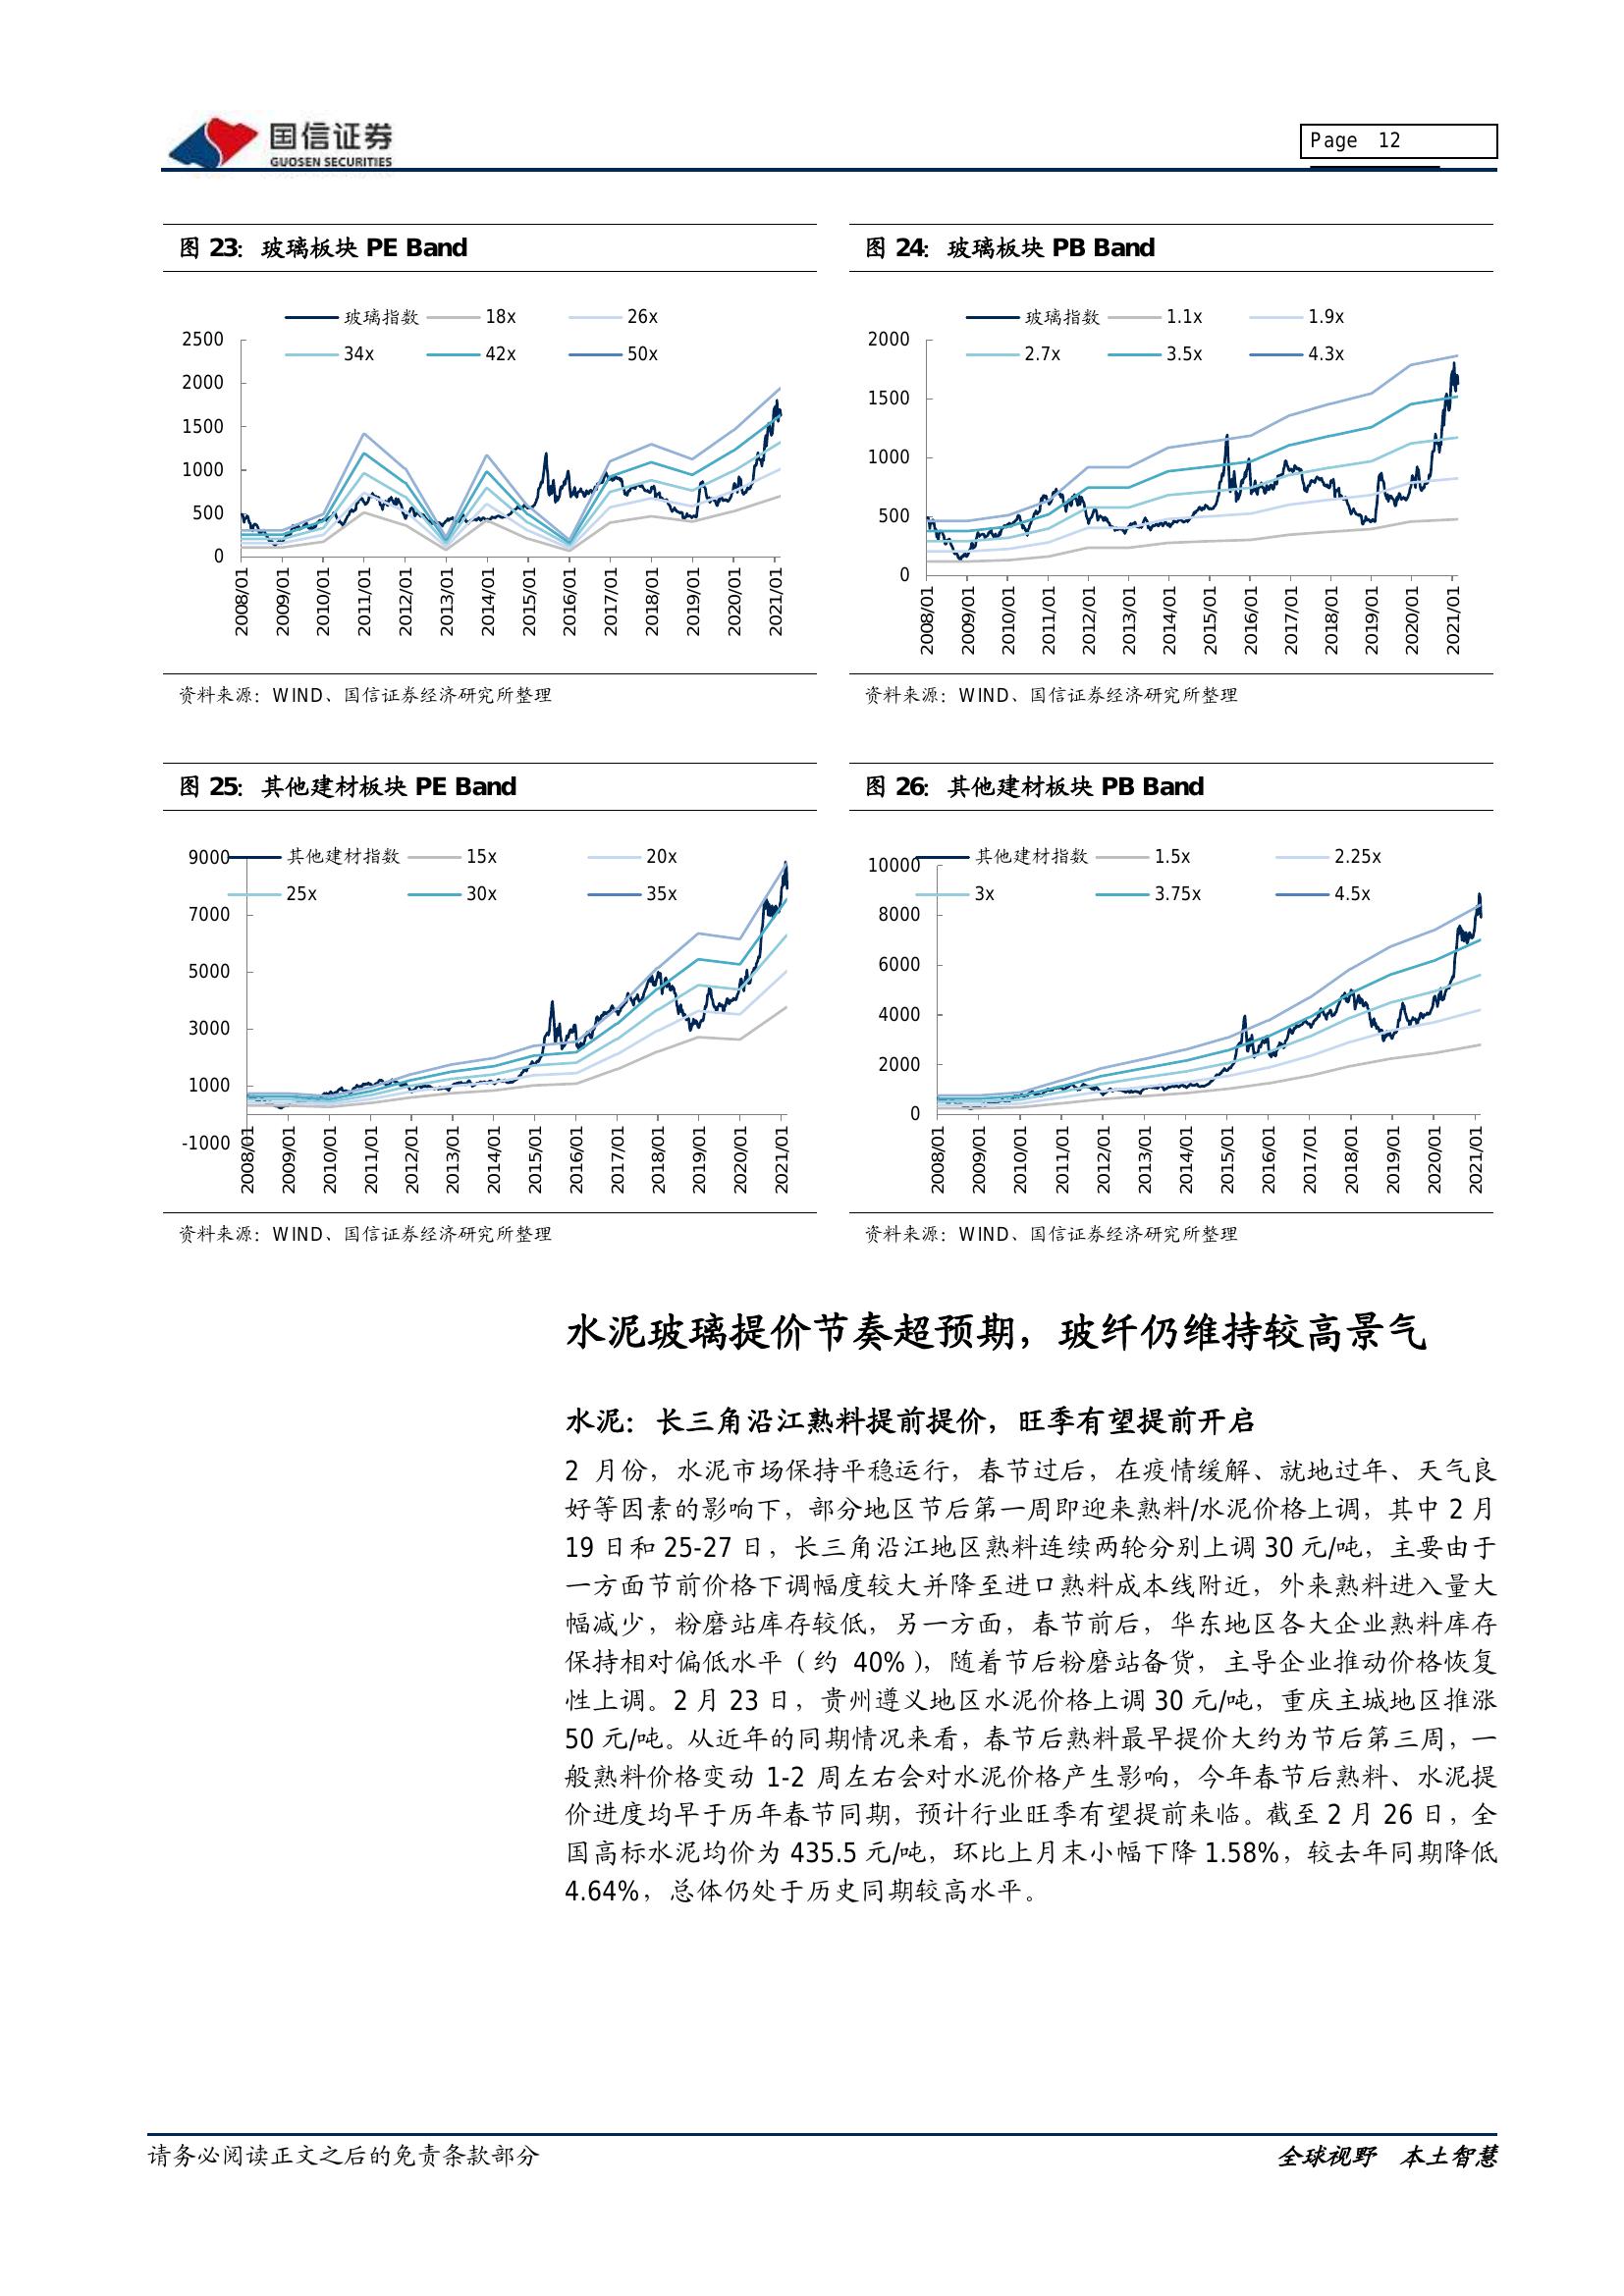 国信证券
GUOSEN SECURITIES
Page 12
图 23：玻璃板块 PE Band
玻璃指数 18x 26x
34x 42x 50x
2500
2000
1500
1000
500
0
2008/01 2009/01 2010/01 2011/01 2012/01 2013/01 2014/01 2015/01 2016/01 2017/01 2018/01 2019/01 2020/01 2021/01
资料来源：WIND、国信证券经济研究所整理
图 24：玻璃板块 PB Band
玻璃指数 1.1x 1.9x
2.7x 3.5x 4.3x
2000
1500
1000
500
0
2008/01 2009/01 2010/01 2011/01 2012/01 2013/01 2014/01 2015/01 2016/01 2017/01 2018/01 2019/01 2020/01 2021/01
资料来源：WIND、国信证券经济研究所整理
图 25：其他建材板块 PE Band
其他建材指数 15x 20x
25x 30x 35x
9000
7000
5000
3000
1000
-1000
2008/01 2009/01 2010/01 2011/01 2012/01 2013/01 2014/01 2015/01 2016/01 2017/01 2018/01 2019/01 2020/01 2021/01
资料来源：WIND、国信证券经济研究所整理
图 26：其他建材板块 PB Band
其他建材指数 1.5x 2.25x
3x 3.75x 4.5x
10000
8000
6000
4000
2000
0
2008/01 2009/01 2010/01 2011/01 2012/01 2013/01 2014/01 2015/01 2016/01 2017/01 2018/01 2019/01 2020/01 2021/01
资料来源：WIND、国信证券经济研究所整理
水泥玻璃提价节奏超预期，玻纤仍维持较高景气
水泥：长三角沿江熟料提前提价，旺季有望提前开启
2 月份，水泥市场保持平稳运行，春节过后，在疫情缓解、就地过年、天气良
好等因素的影响下，部分地区节后第一周即迎来熟料/水泥价格上调，其中 2 月
19 日和 25-27 日，长三角沿江地区熟料连续两轮分别上调 30 元/吨，主要由于
一方面节前价格下调幅度较大并降至进口熟料成本线附近，外来熟料进入量大
幅减少，粉磨站库存较低，另一方面，春节前后，华东地区各大企业熟料库存
保持相对偏低水平（约 40%），随着节后粉磨站备货，主导企业推动价格恢复
性上调。2 月 23 日，贵州遵义地区水泥价格上调 30 元/吨，重庆主城地区推涨
50 元/吨。从近年的同期情况来看，春节后熟料最早提价大约为节后第三周，一
般熟料价格变动 1-2 周左右会对水泥价格产生影响，今年春节后熟料、水泥提
价进度均早于历年春节同期，预计行业旺季有望提前来临。截至 2 月 26 日，全
国高标水泥均价为 435.5 元/吨，环比上月末小幅下降 1.58%，较去年同期降低
4.64%，总体仍处于历史同期较高水平。
请务必阅读正文之后的免责条款部分
全球视野 本土智慧